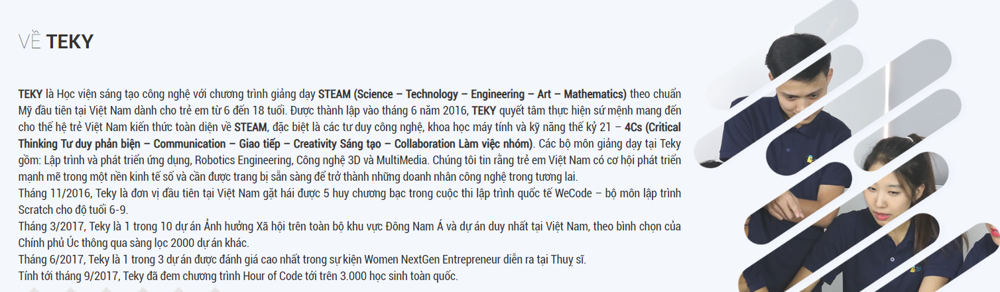 VỀ TEKY
TEKY là Học viện sáng tạo công nghệ với chương trình giảng dạy STEAM (Science – Technology – Engineering – Art – Mathematics) theo chuẩn
Mỹ đầu tiên tại Việt Nam dành cho trẻ em từ 6 đến 18 tuổi. Được thành lập vào tháng 6 năm 2016, TEKY quyết tâm thực hiện sứ mệnh mang đến
cho thế hệ trẻ Việt Nam kiến thức toàn diện về STEAM, đặc biệt là các tư duy công nghệ, khoa học máy tính và kỹ năng thế kỷ 21 – 4Cs (Critical
Thinking Tư duy phản biện – Communication – Giao tiếp – Creativity Sáng tạo – Collaboration Làm việc nhóm). Các bộ môn giảng dạy tại Teky
gồm: Lập trình và phát triển ứng dụng, Robotics Engineering, Công nghệ 3D và MultiMedia. Chúng tôi tin rằng trẻ em Việt Nam có cơ hội phát triển
mạnh mẽ trong một nền kinh tế số và cần được trang bị sẵn sàng để trở thành những doanh nhân công nghệ trong tương lai.
Tháng 11/2016, Teky là đơn vị đầu tiên tại Việt Nam gặt hái được 5 huy chương bạc trong cuộc thi lập trình quốc tế WeCode – bộ môn lập trình
Scratch cho độ tuổi 6-9.
Tháng 3/2017, Teky là 1 trong 10 dự án Ảnh hưởng Xã hội trên toàn bộ khu vực Đông Nam Á và dự án duy nhất tại Việt Nam, theo bình chọn của
Chính phủ Úc thông qua sàng lọc 2000 dự án khác.
Tháng 6/2017, Teky là 1 trong 3 dự án được đánh giá cao nhất trong sự kiện Women NextGen Entrepreneur diễn ra tại Thuỵ sĩ.
Tính tới tháng 9/2017, Teky đã đem chương trình Hour of Code tới trên 3.000 học sinh toàn quốc.